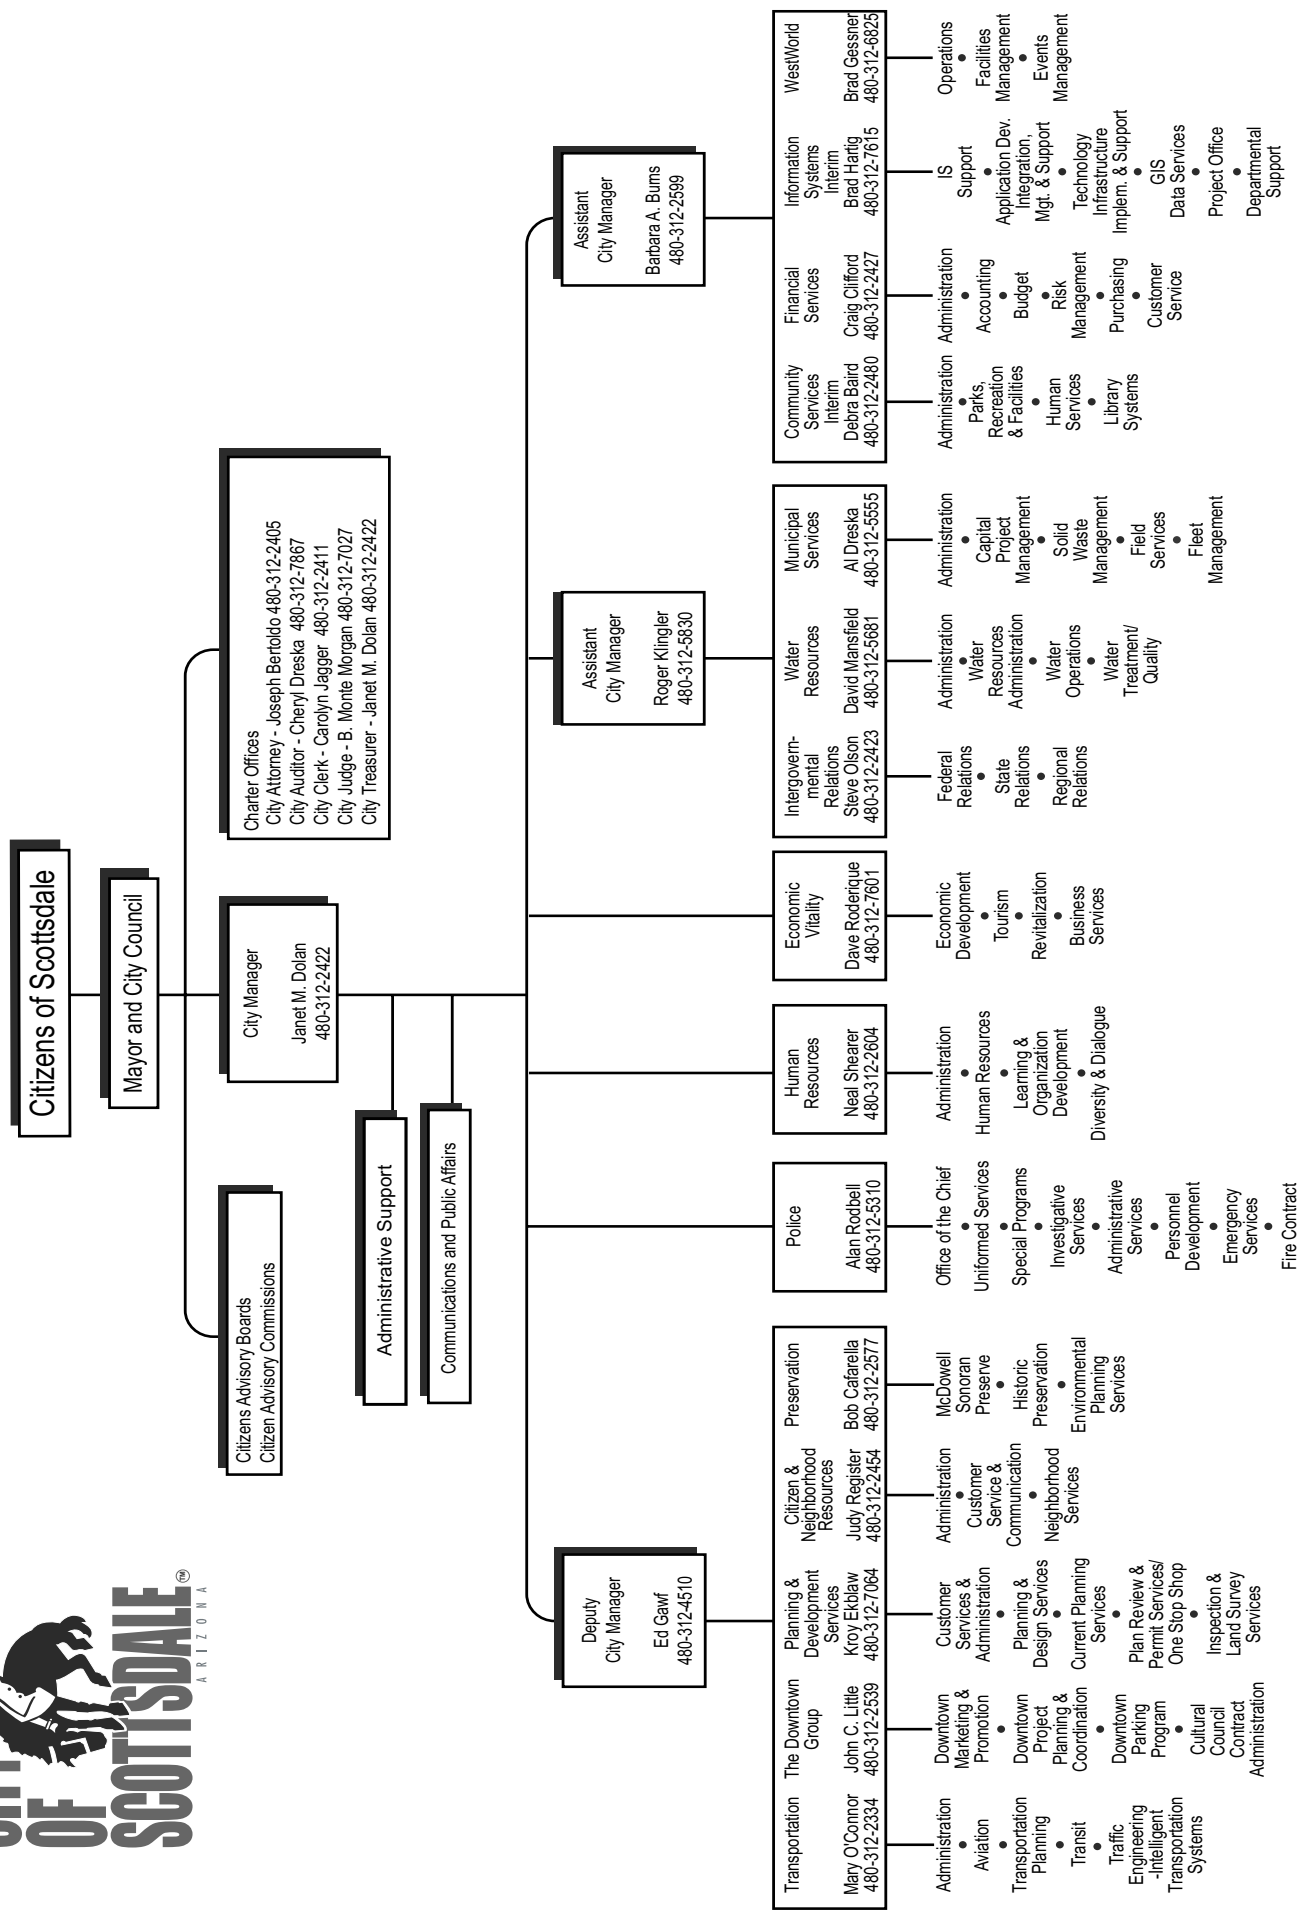 CITY
OF
SCOTTSDALE
TM
ARIZONA
Citizens of Scottsdale
Mayor and City Council
Citizens Advisory Boards
Citizen Advisory Commissions
City Manager
Janet M. Dolan
480-312-2422
Charter Offices
City Attorney - Joseph Bertoldo 480-312-2405
City Auditor - Cheryl Dreska 480-312-7867
City Clerk - Carolyn Jagger 480-312-2411
City Judge - B. Monte Morgan 480-312-7027
City Treasurer - Janet M. Dolan 480-312-2422
Administrative Support
Communications and Public Affairs
Deputy
City Manager
Ed Gawf
480-312-4510
Assistant
City Manager
Roger Klingler
480-312-5830
Assistant
City Manager
Barbara A. Burns
480-312-2599
Transportation
Mary O'Connor
480-312-2334
Administration
•
Aviation
•
Transportation
Planning
•
Transit
•
Traffic
Engineering
-Intelligent
Transportation
Systems
The Downtown
Group
John C. Little
480-312-2539
Downtown
Marketing &
Promotion
•
Downtown
Project
Planning &
Coordination
•
Downtown
Parking
Program
•
Cultural
Council
Contract
Administration
Planning &
Development
Services
Kroy Ekblaw
480-312-7064
Customer
Services &
Administration
•
Planning &
Design Services
•
Current Planning
Services
•
Plan Review &
Permit Services/
One Stop Shop
•
Inspection &
Land Survey
Services
Citizen &
Neighborhood
Resources
Judy Register
480-312-2454
Administration
•
Customer
Service &
Communication
•
Neighborhood
Services
Preservation
Bob Cafarella
480-312-2577
McDowell
Sonoran
Preserve
•
Historic
Preservation
•
Environmental
Planning
Services
Police
Alan Rodbell
480-312-5310
Office of the Chief
•
Uniformed Services
•
Special Programs
•
Investigative
Services
•
Administrative
Services
•
Personnel
Development
•
Emergency
Services
•
Fire Contract
Human
Resources
Neal Shearer
480-312-2604
Administration
•
Human Resources
•
Learning &
Organization
Development
•
Diversity & Dialogue
Economic
Vitality
Dave Roderique
480-312-7601
Economic
Development
•
Tourism
•
Revitalization
•
Business
Services
Intergovern-
mental
Relations
Steve Olson
480-312-2423
Federal
Relations
•
State
Relations
•
Regional
Relations
Water
Resources
David Mansfield
480-312-5681
Administration
•
Water
Resources
Administration
•
Water
Operations
•
Water
Treatment/
Quality
Municipal
Services
Al Dreska
480-312-5555
Administration
•
Capital
Project
Management
•
Solid
Waste
Management
•
Field
Services
•
Fleet
Management
Community
Services
Interim
Debra Baird
480-312-2480
Administration
•
Parks,
Recreation
& Facilities
•
Human
Services
•
Library
Systems
Financial
Services
Craig Clifford
480-312-2427
Administration
•
Accounting
•
Budget
•
Risk
Management
•
Purchasing
•
Customer
Service
Information
Systems
Interim
Brad Hartig
480-312-7615
IS
Support
•
Application Dev.
Integration,
Mgt. & Support
•
Technology
Infrastructure
Implem. & Support
•
GIS
Data Services
•
Project Office
•
Departmental
Support
WestWorld
Brad Gessner
480-312-6825
Operations
•
Facilities
Management
•
Events
Management